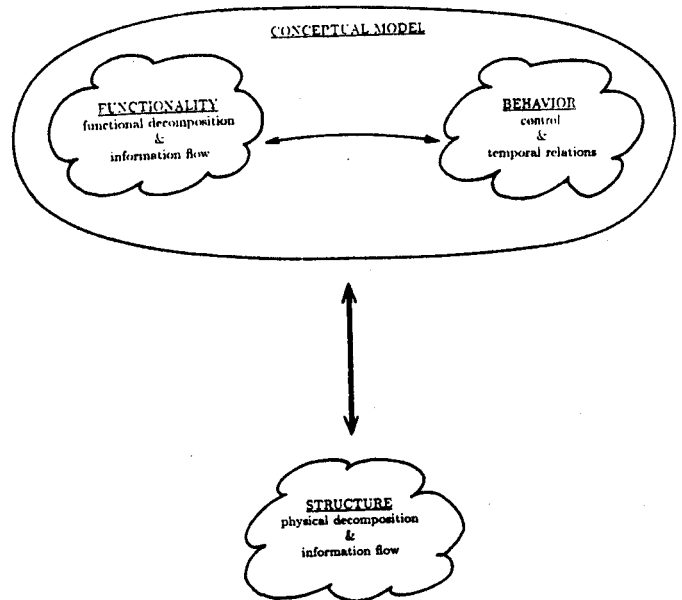 CONCEPTUAL MODEL
FUNCTIONALITY
functional decomposition
&
information flow
BEHAVIOR
control
&
temporal relations
STRUCTURE
physical decomposition
&
information flow